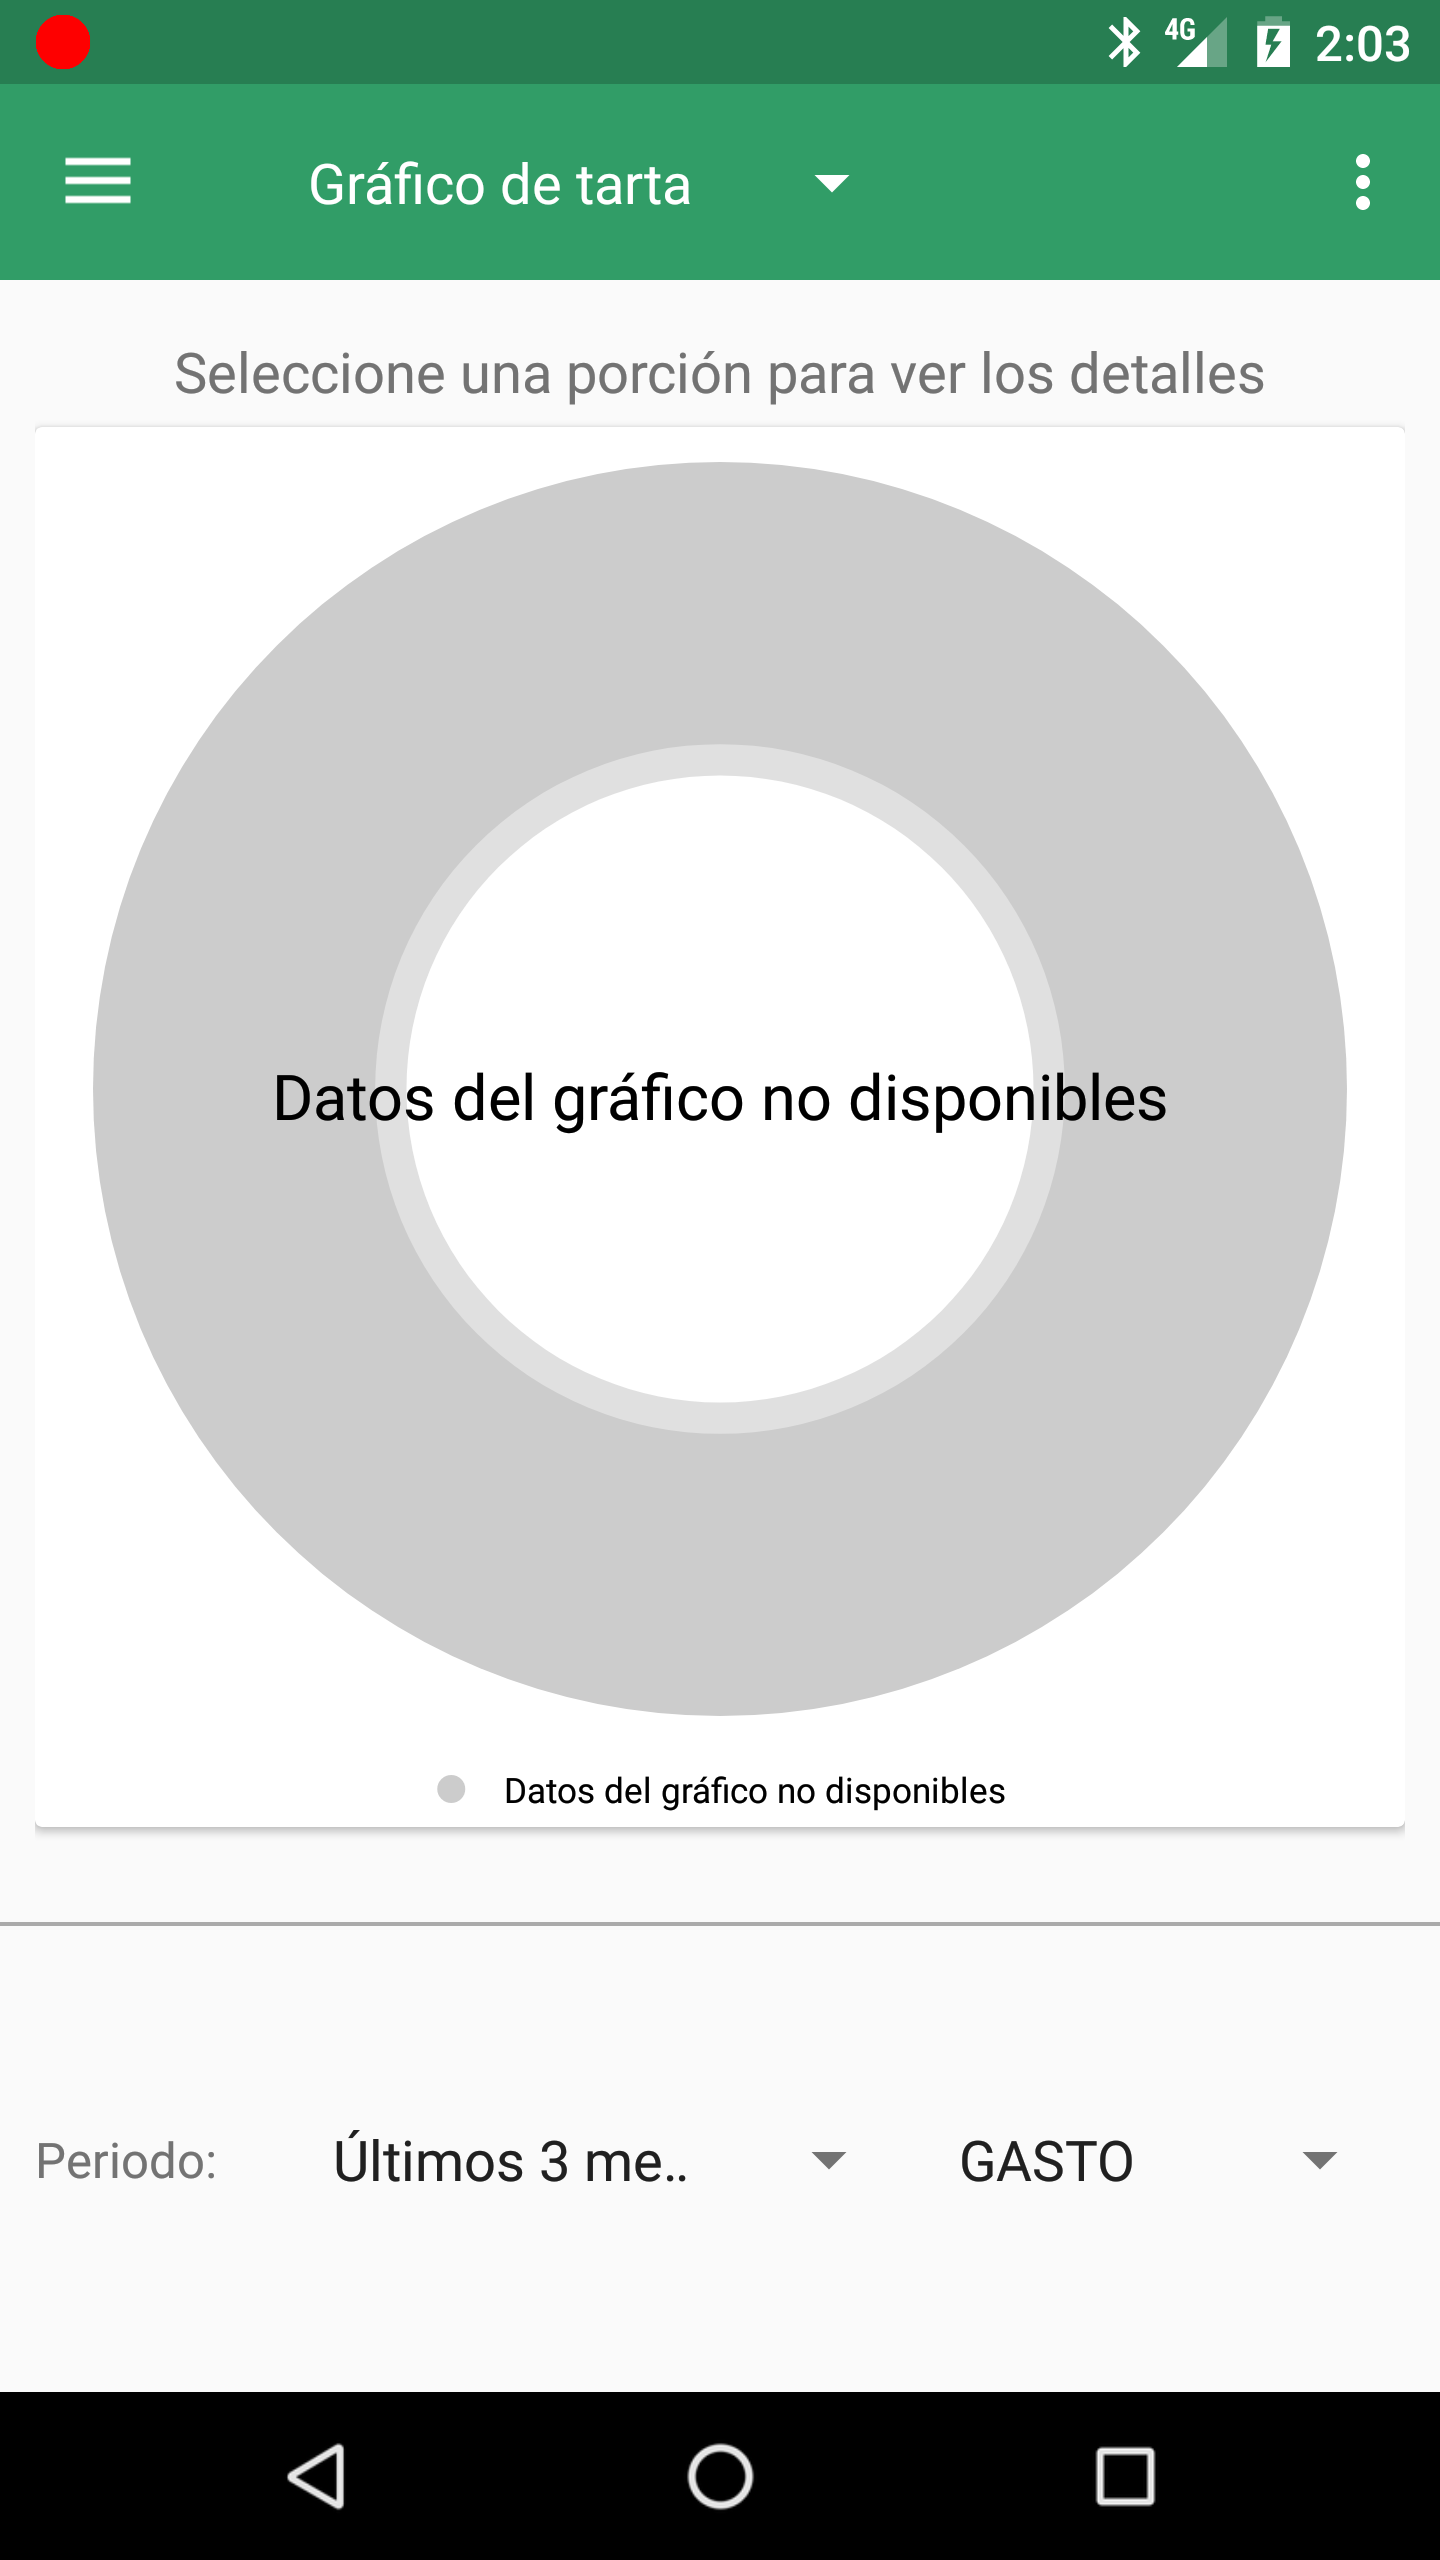 4G 2:03
Gráfico de tarta
Seleccione una porción para ver los detalles
Datos del gráfico no disponibles
Datos del gráfico no disponibles
Periodo: Últimos 3 me.. GASTO